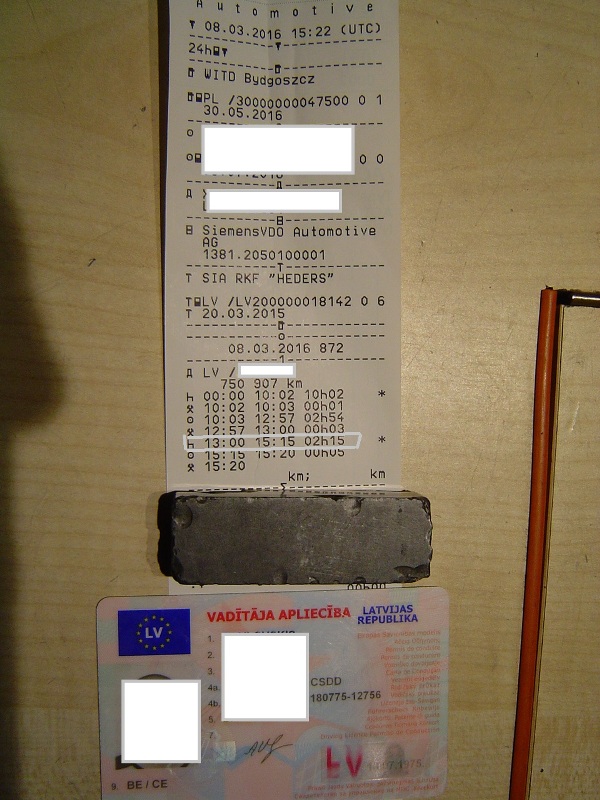 Automotive
▼ 08.03.2016 15:22 (UTC)
24h▼
WITD Bydgoszcz
PL /30000000047500 0 1
30.05.2016
0 0
SiemensVDO Automotive
AG
1381.2050100001
T SIA RKF "HEDERS"
T LV /LV200000018142 0 6
T 20.03.2015
08.03.2016 872
LV /
750 907 km
h 00:00 10:02 10h02 *
10:02 10:03 00h01
o 10:03 12:57 02h54
12:57 13:00 00h03
h 13:00 15:15 02h15 *
o 15:15 15:20 00h05
15:20
km; km
00h00
LV
VADĪTĀJA APLIECĪBA
LATVIJAS
REPUBLIKA
1.
2.
3.
4a.
4b.
5.
7.
CSDD
180775-12756
LV
9. BE / CE